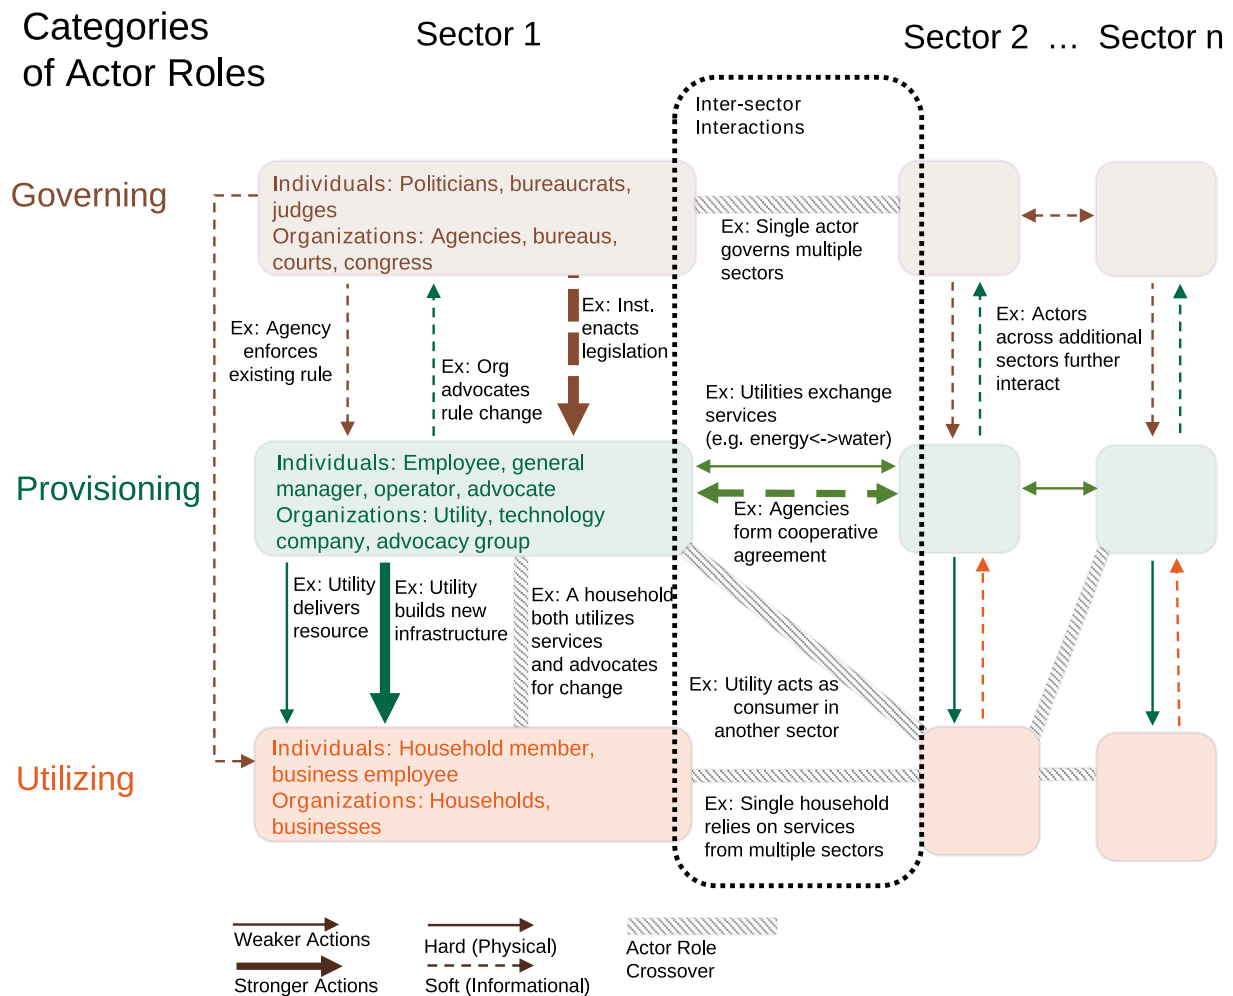 Categories
of Actor Roles
Sector 1
Sector 2 ... Sector n
Inter-sector
Interactions
Governing
Individuals: Politicians, bureaucrats,
judges
Organizations: Agencies, bureaus,
courts, congress
Ex: Single actor
governs multiple
sectors
Ex: Agency
enforces
existing rule
Ex: Org
advocates
rule change
Ex: Inst.
enacts
legislation
Ex: Actors
across additional
sectors further
interact
Ex: Utilities exchange
services
(e.g. energy<->water)
Provisioning
Individuals: Employee, general
manager, operator, advocate
Organizations: Utility, technology
company, advocacy group
Ex: Agencies
form cooperative
agreement
Ex: Utility
delivers
resource
Ex: Utility
builds new
infrastructure
Ex: A household
both utilizes
services
and advocates
for change
Ex: Utility acts as
consumer in
another sector
Utilizing
Individuals: Household member,
business employee
Organizations: Households,
businesses
Ex: Single household
relies on services
from multiple sectors
Weaker Actions
Stronger Actions
Hard (Physical)
Soft (Informational)
Actor Role
Crossover